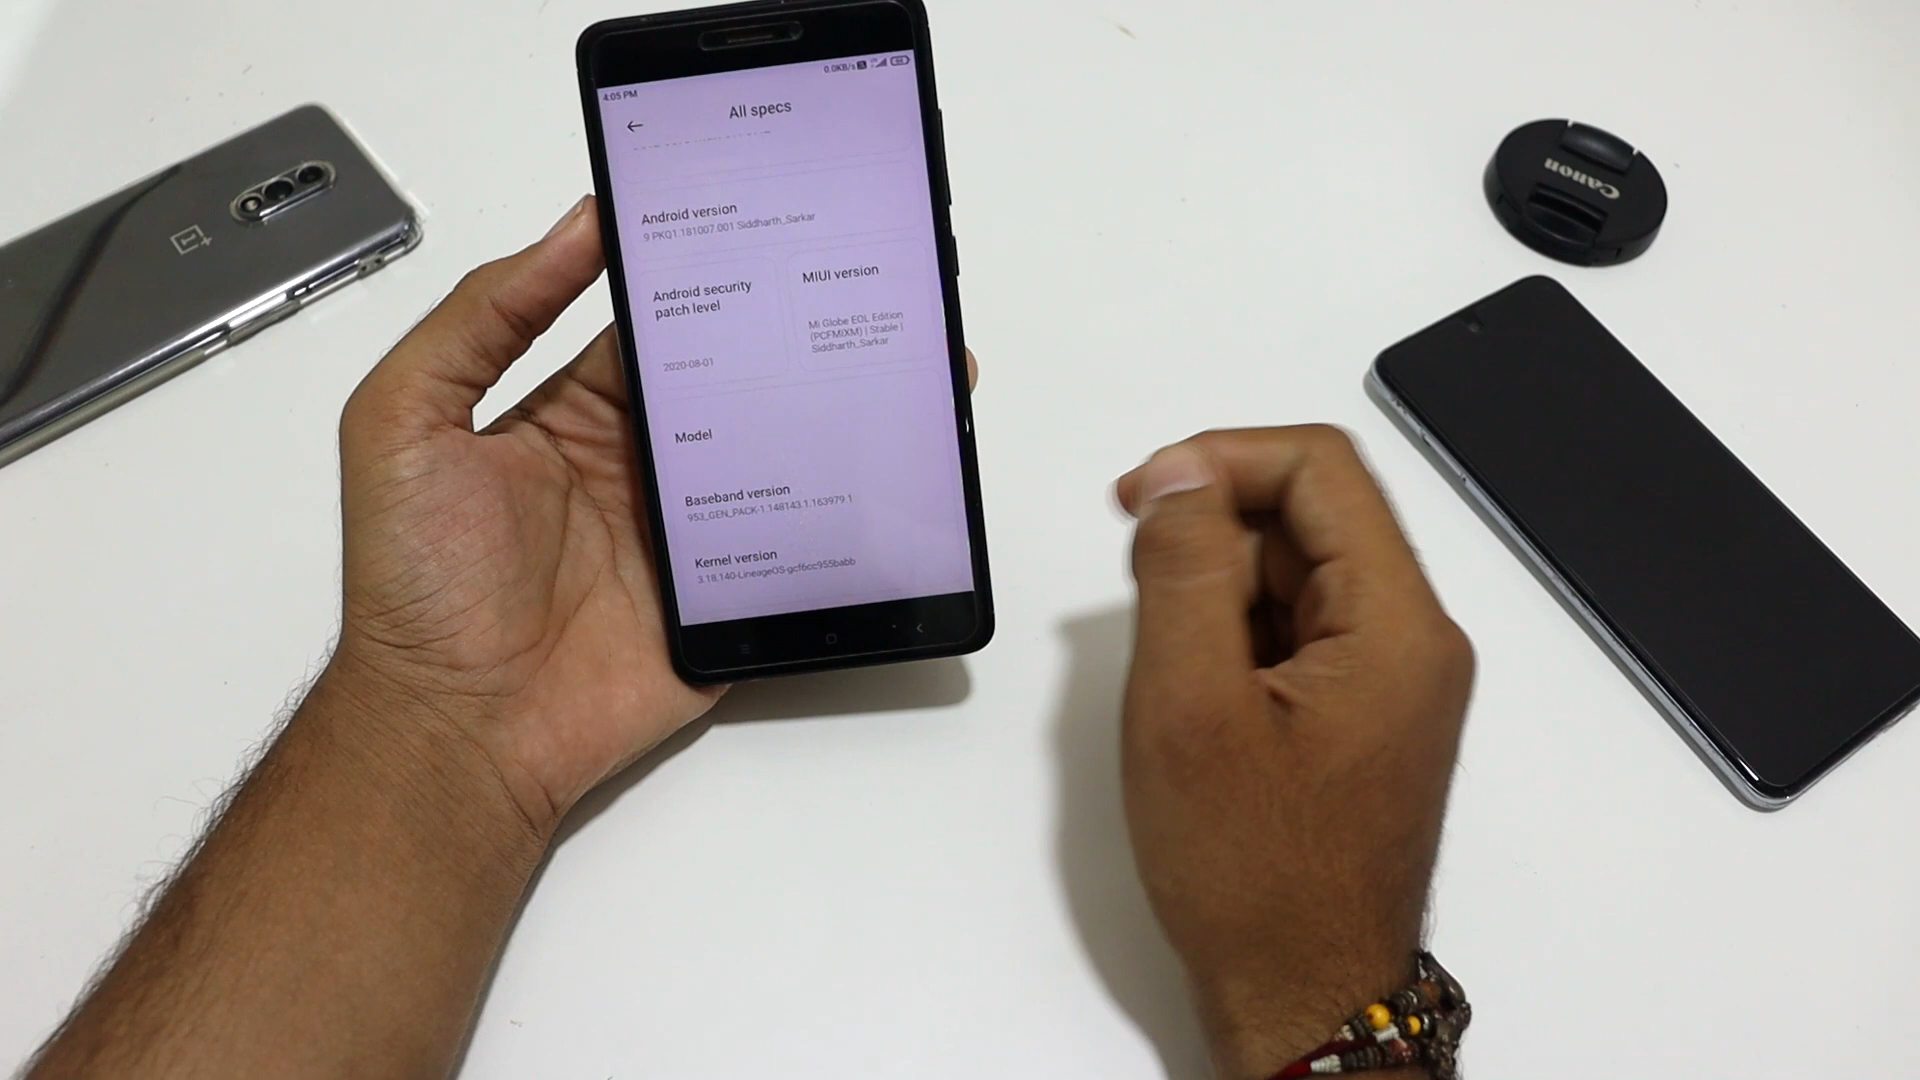 4:05 PM
0.0KB/s
All specs
Android version
9 PKQ1.181007.001 Siddharth_Sarkar
Android security
patch level
2020-08-01
MIUI version
Mi Globe EOL Edition
(PCFMIXM) | Stable |
Siddharth_Sarkar
Model
Baseband version
953_GEN_PACK-1.148143.1.163979.1
Kernel version
3.18.140-LineageOS-gcf6cc955babb
Canon